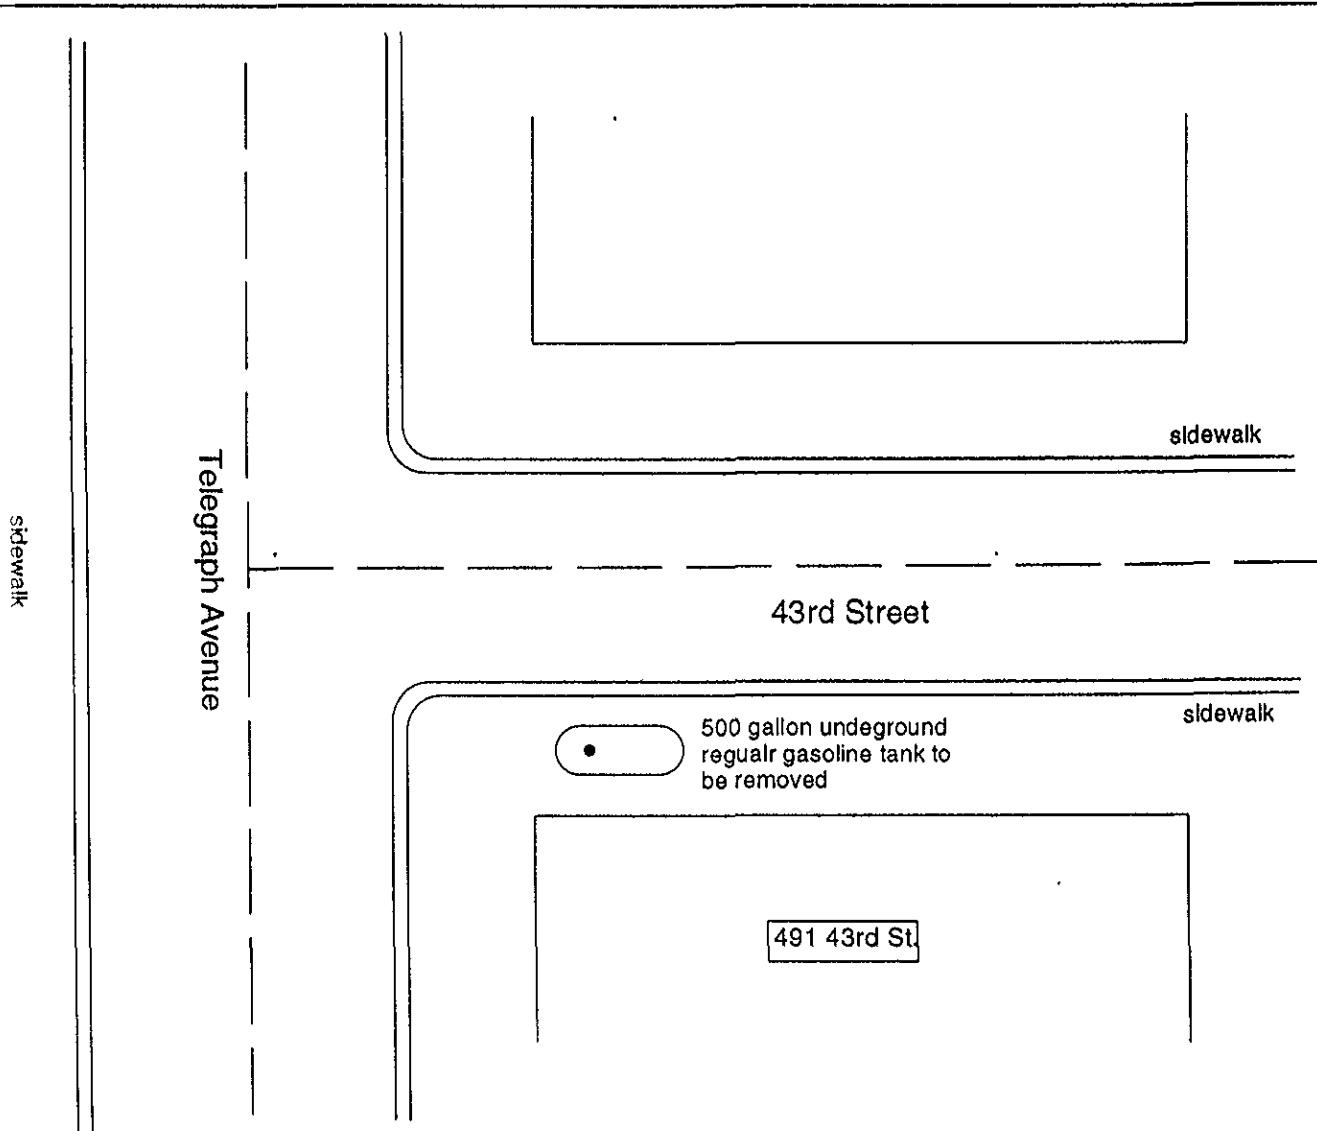 sidewalk
Telegraph Avenue
sidewalk
43rd Street
sidewalk
500 gallon undeground
regualr gasoline tank to
be removed
491 43rd St.